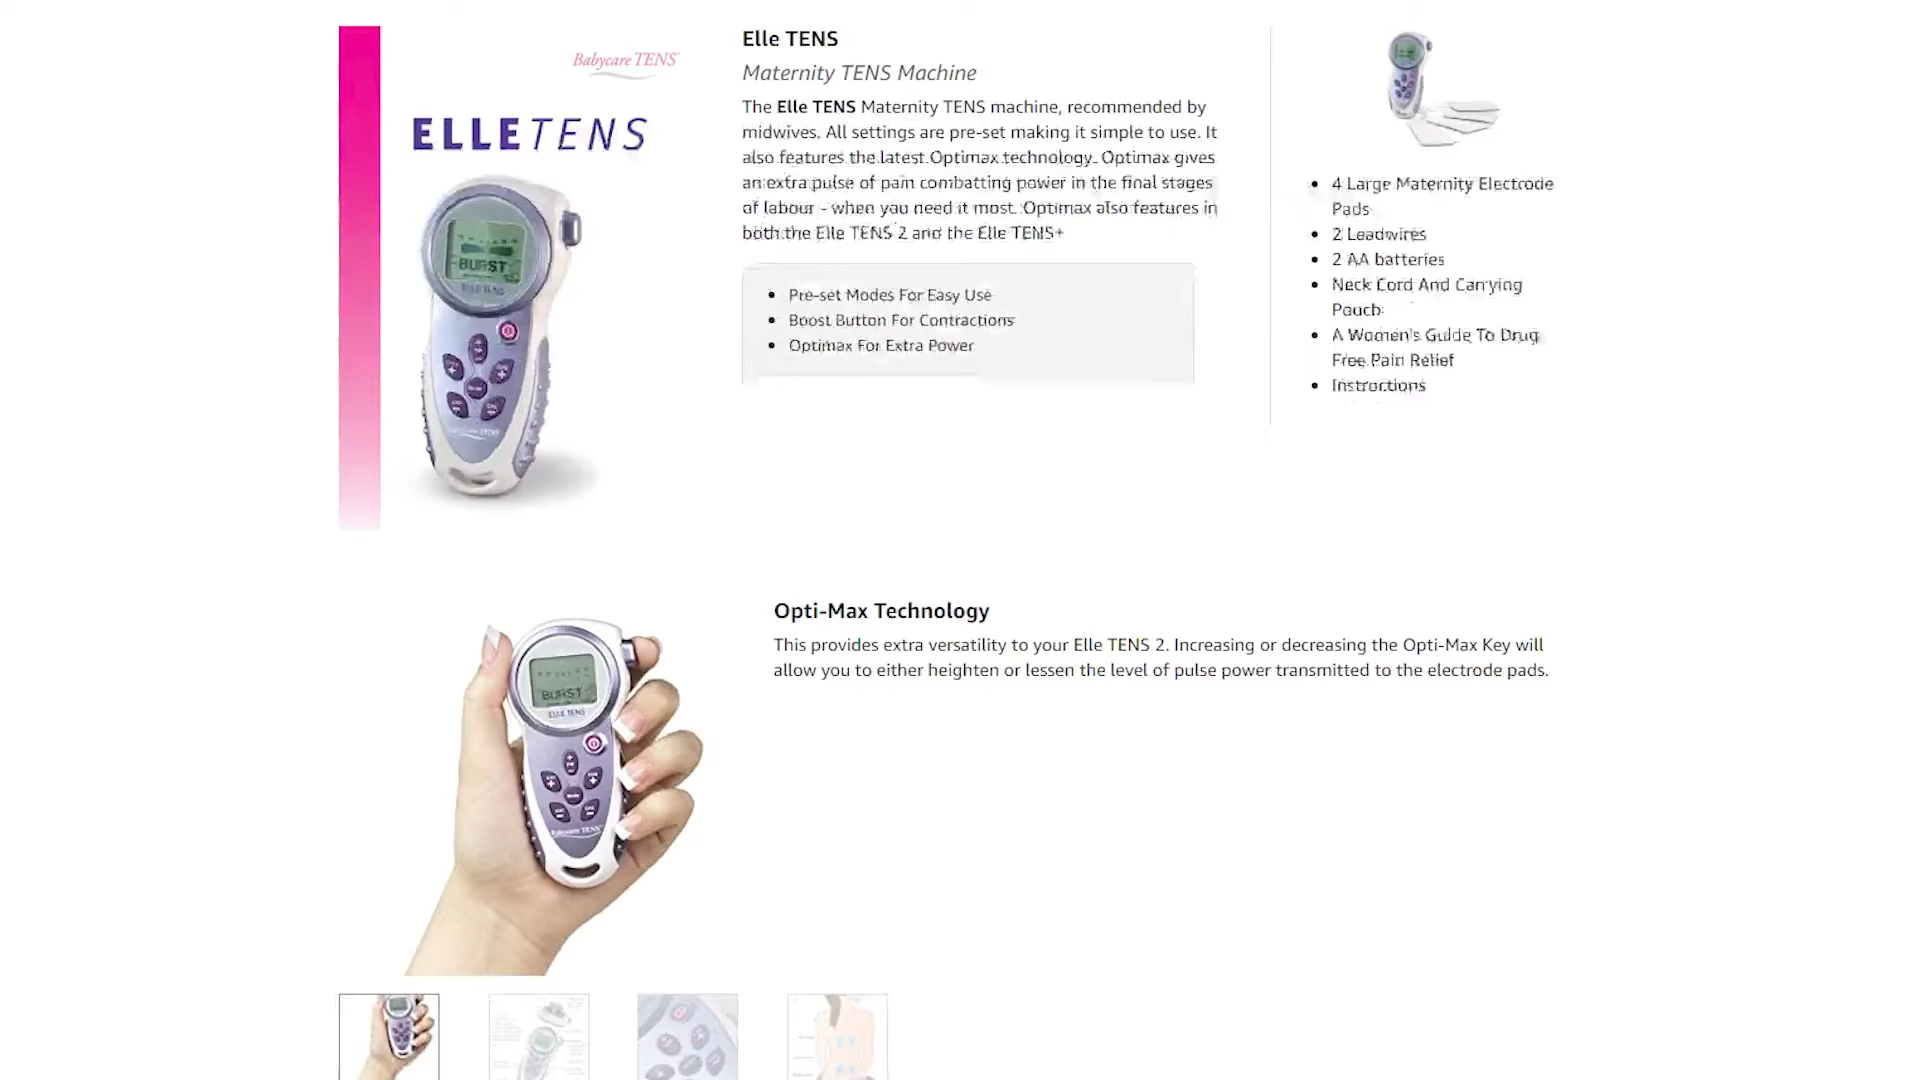 Babycare TENS
ELLETENS
BURST
ELLE TENS
Elle TENS
Maternity TENS Machine
The Elle TENS Maternity TENS machine, recommended by
midwives. All settings are pre-set making it simple to use. It
also features the latest Optimax technology. Optimax gives
an extra pulse of pain combatting power in the final stages
of labour - when you need it most. Optimax also features in
both the Elle TENS 2 and the Elle TENS+
Pre-set Modes For Easy Use
Boost Button For Contractions
Optimax For Extra Power
4 Large Maternity Electrode
Pads
2 Leadwires
2 AA batteries
Neck Cord And Carrying
Pouch
A Women's Guide To Drug
Free Pain Relief
Instructions
Opti-Max Technology
This provides extra versatility to your Elle TENS 2. Increasing or decreasing the Opti-Max Key will
allow you to either heighten or lessen the level of pulse power transmitted to the electrode pads.
BURST
ELLE TENS
Babycare TENS